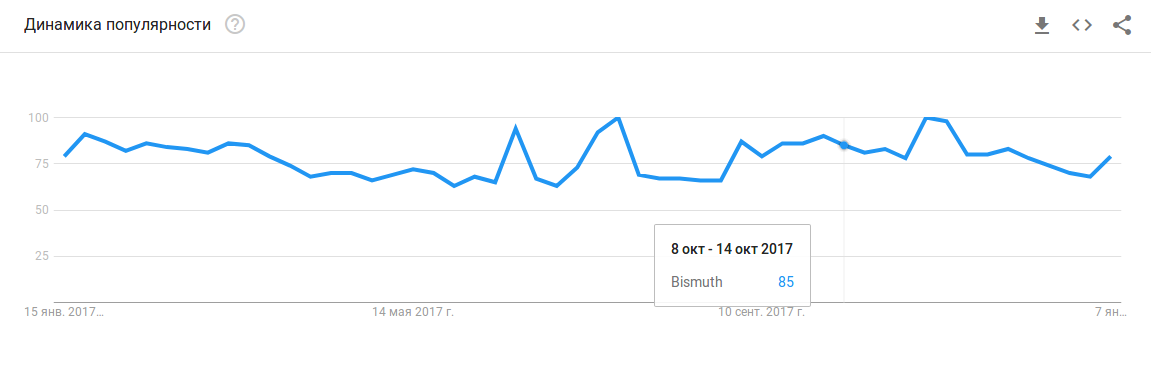 Динамика популярности ?
100
75
50
25
8 окт - 14 окт 2017
Bismuth 85
15 янв. 2017… 14 мая 2017 г. 10 сент. 2017 г. 7 ян…